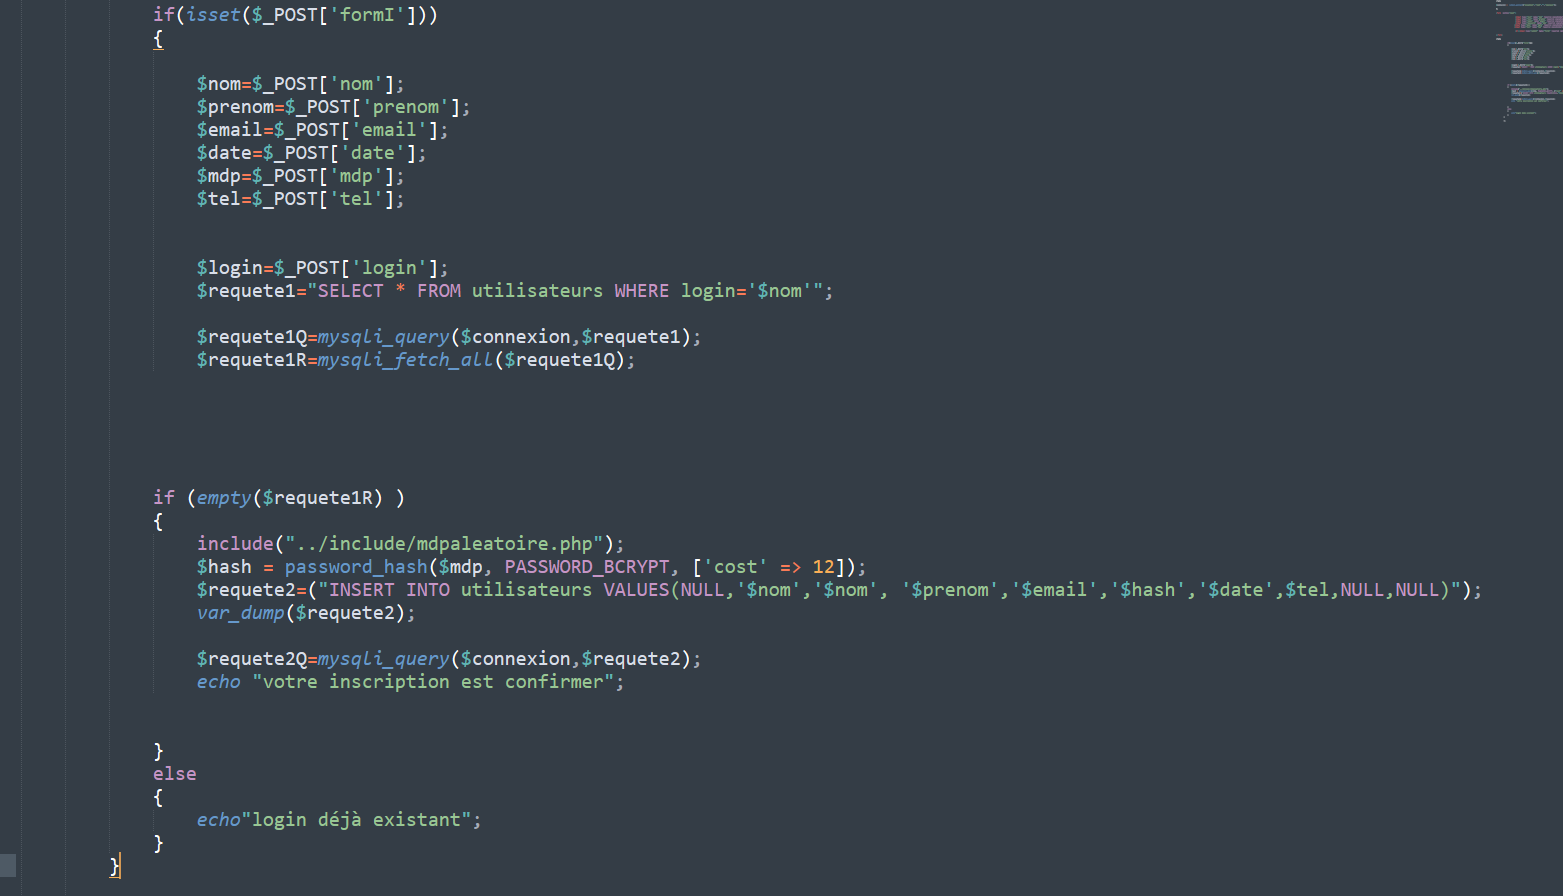 if(isset($_POST['formI']))
{
$nom=$_POST['nom'];
$prenom=$_POST['prenom'];
$email=$_POST['email'];
$date=$_POST['date'];
$mdp=$_POST['mdp'];
$tel=$_POST['tel'];
$login=$_POST['login'];
$requete1="SELECT * FROM utilisateurs WHERE login='$nom'";
$requete1Q=mysqli_query($connexion,$requete1);
$requete1R=mysqli_fetch_all($requete1Q);
if (empty($requete1R) )
{
include("../include/mdpaleatoire.php");
$hash = password_hash($mdp, PASSWORD_BCRYPT, ['cost' => 12]);
$requete2=("INSERT INTO utilisateurs VALUES(NULL,'$nom','$nom', '$prenom','$email','$hash','$date',$tel,NULL,NULL)");
var_dump($requete2);
$requete2Q=mysqli_query($connexion,$requete2);
echo "votre inscription est confirmer";
}
else
{
echo"login déjà existant";
}
}